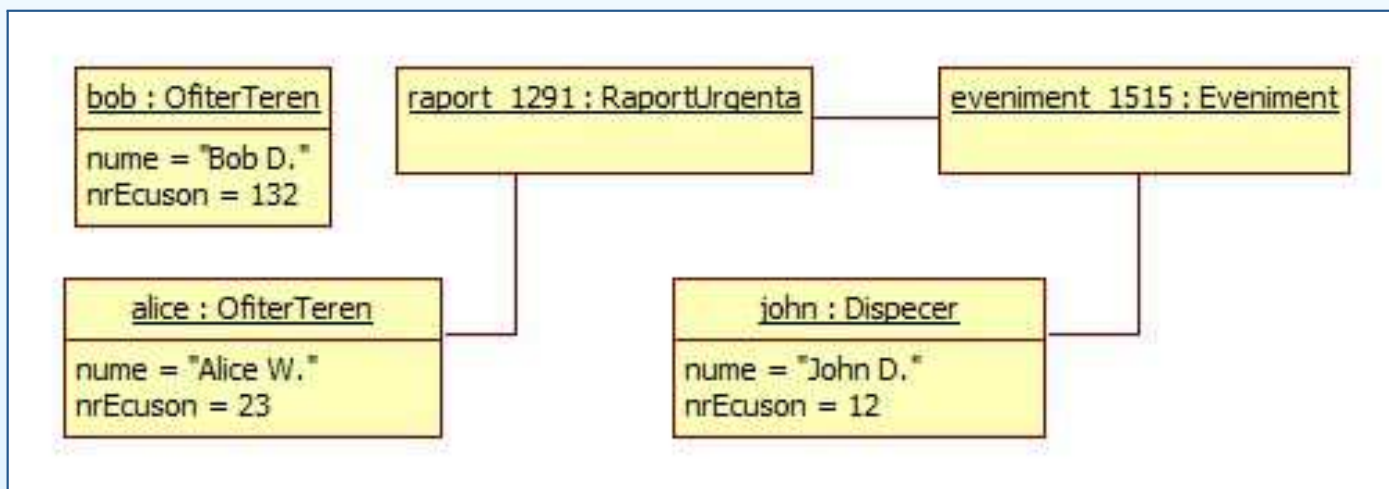 bob : OfiterTeren
nume = "Bob D."
nrEcuson = 132
raport_1291 : RaportUrgenta
eveniment_1515 : Eveniment
alice : OfiterTeren
nume = "Alice W."
nrEcuson = 23
john : Dispecer
nume = "John D."
nrEcuson = 12